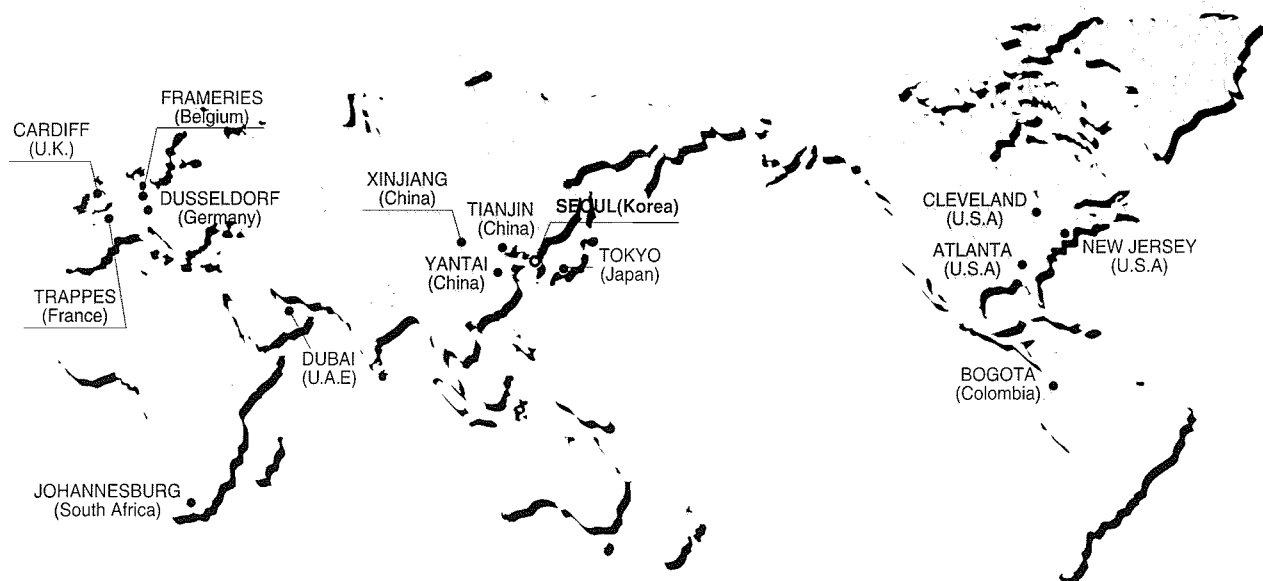 FRAMERIES
(Belgium)
CARDIFF
(U.K.)
DUSSELDORF
(Germany)
TRAPPES
(France)
XINJIANG
(China)
TIANJIN
(China)
SEOUL(Korea)
YANTAI
(China)
TOKYO
(Japan)
CLEVELAND
(U.S.A)
ATLANTA
(U.S.A)
NEW JERSEY
(U.S.A)
DUBAI
(U.A.E)
BOGOTA
(Colombia)
JOHANNESBURG
(South Africa)